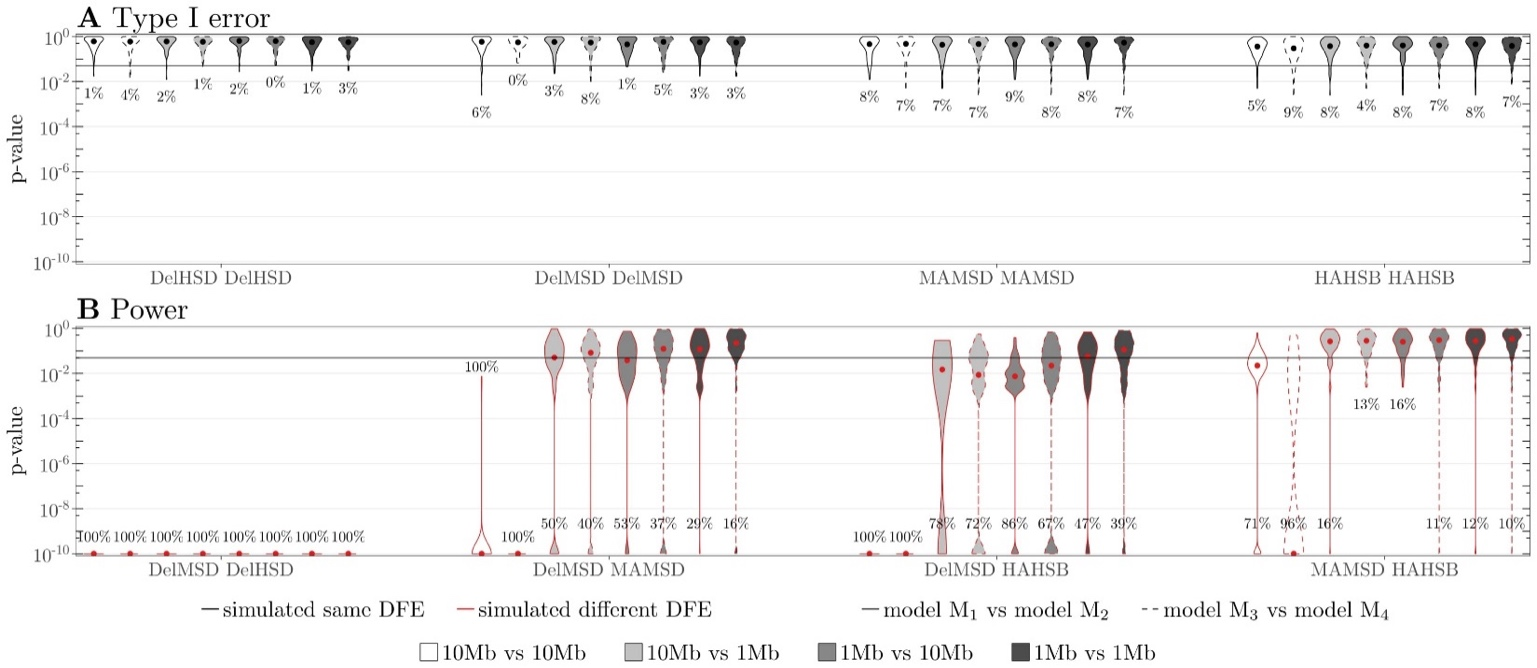 A Type I error
p-value
10^0
10^-2
10^-4
10^-6
10^-8
10^-10
1% 4% 2% 1% 2% 0% 1% 3%
6% 0% 3% 8% 1% 5% 3% 3%
8% 7% 7% 7% 9% 8% 8% 7%
5% 9% 8% 4% 8% 7% 8% 7%
DelHSD DelHSD DelMSD DelMSD MAMSD MAMSD HAHSB HAHSB
B Power
p-value
10^0
10^-2
10^-4
10^-6
10^-8
10^-10
100% 100% 100% 100% 100% 100% 100% 100%
100% 100% 50% 40% 53% 37% 29% 16%
100% 100% 78% 72% 86% 67% 47% 39%
71% 96% 16% 13% 16% 11% 12% 10%
DelMSD DelHSD DelMSD MAMSD DelMSD HAHSB MAMSD HAHSB
simulated same DFE simulated different DFE model M1 vs model M2 model M3 vs model M4
10Mb vs 10Mb 10Mb vs 1Mb 1Mb vs 10Mb 1Mb vs 1Mb